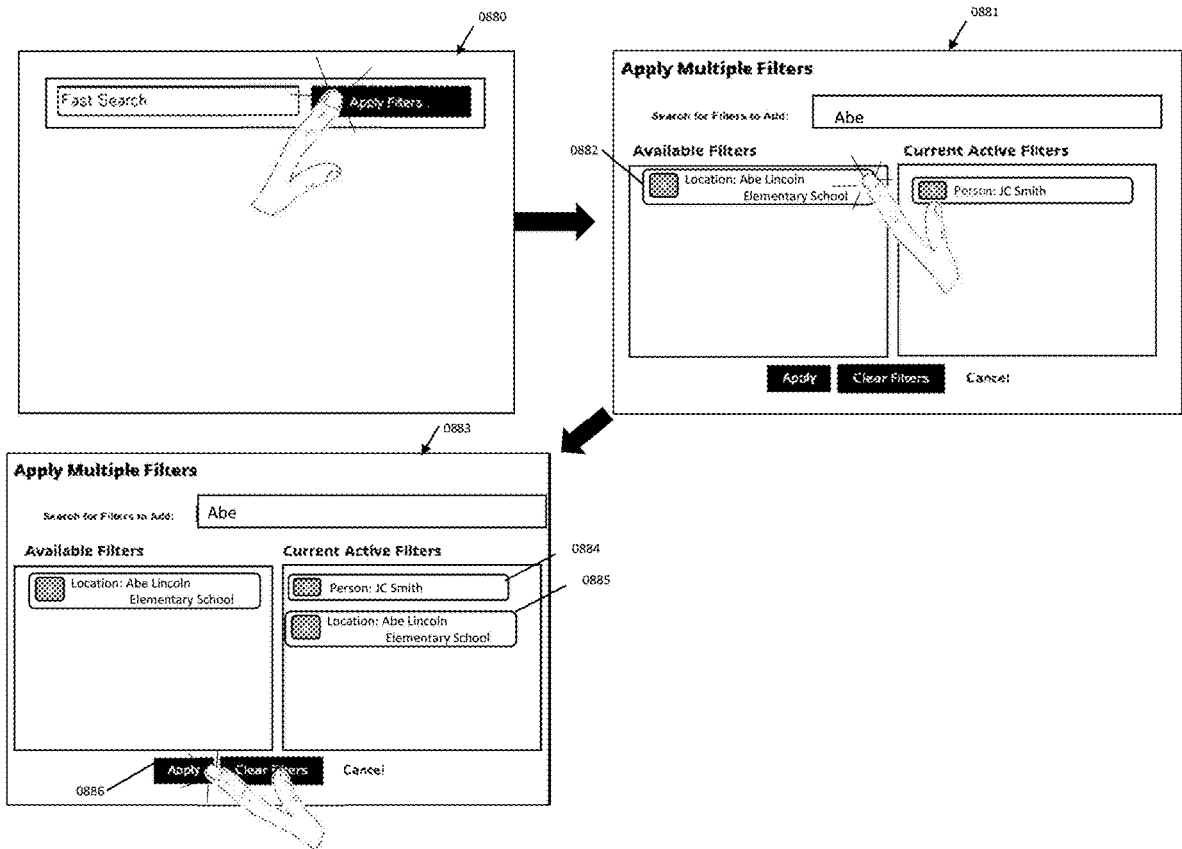 0880
Fast Search
Apply Filters
0881
Apply Multiple Filters
Search for Filters to Add:
Abe
0882
Available Filters
Current Active Filters
Location: Abe Lincoln
Elementary School
Person: JC Smith
Apply
Clear Filters
Cancel
0883
Apply Multiple Filters
Search for Filters to Add:
Abe
Available Filters
Current Active Filters
0884
Location: Abe Lincoln
Elementary School
Person: JC Smith
0885
Location: Abe Lincoln
Elementary School
Apply
Clear Filters
Cancel
0886